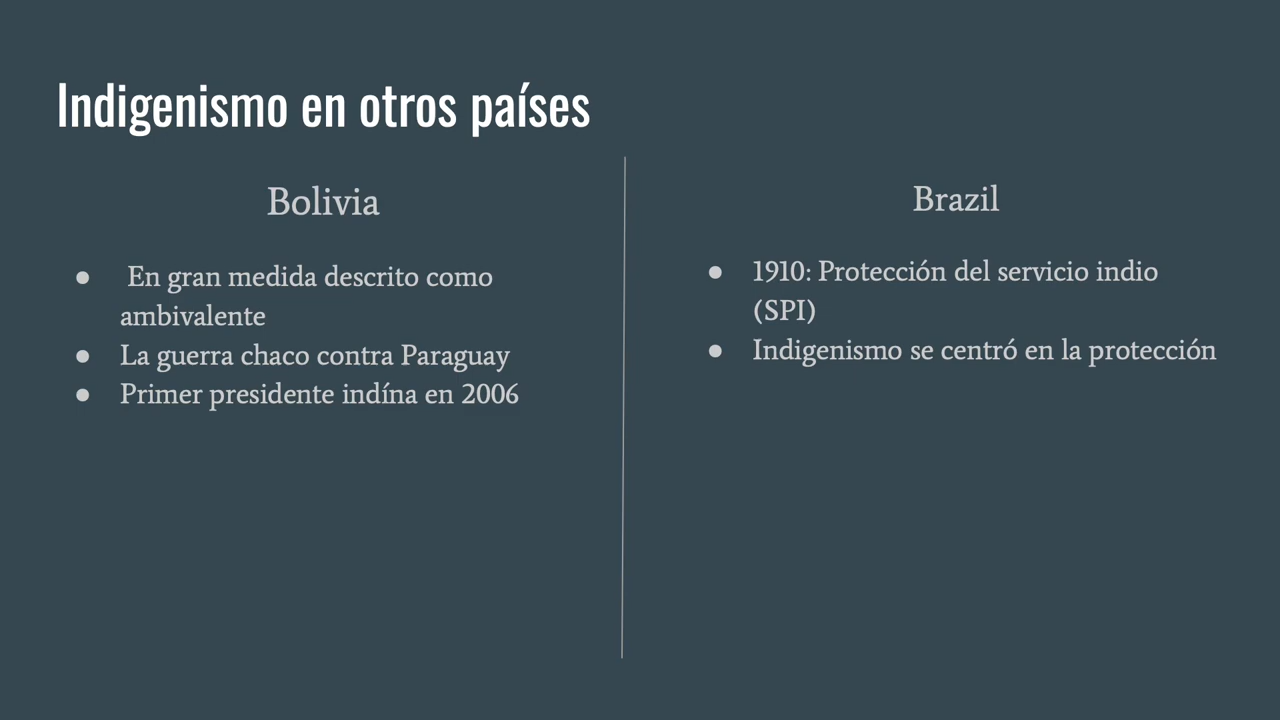 Indigenismo en otros países
Bolivia
● En gran medida descrito como
ambivalente
● La guerra chaco contra Paraguay
● Primer presidente indína en 2006
Brazil
● 1910: Protección del servicio indio
(SPI)
● Indigenismo se centró en la protección